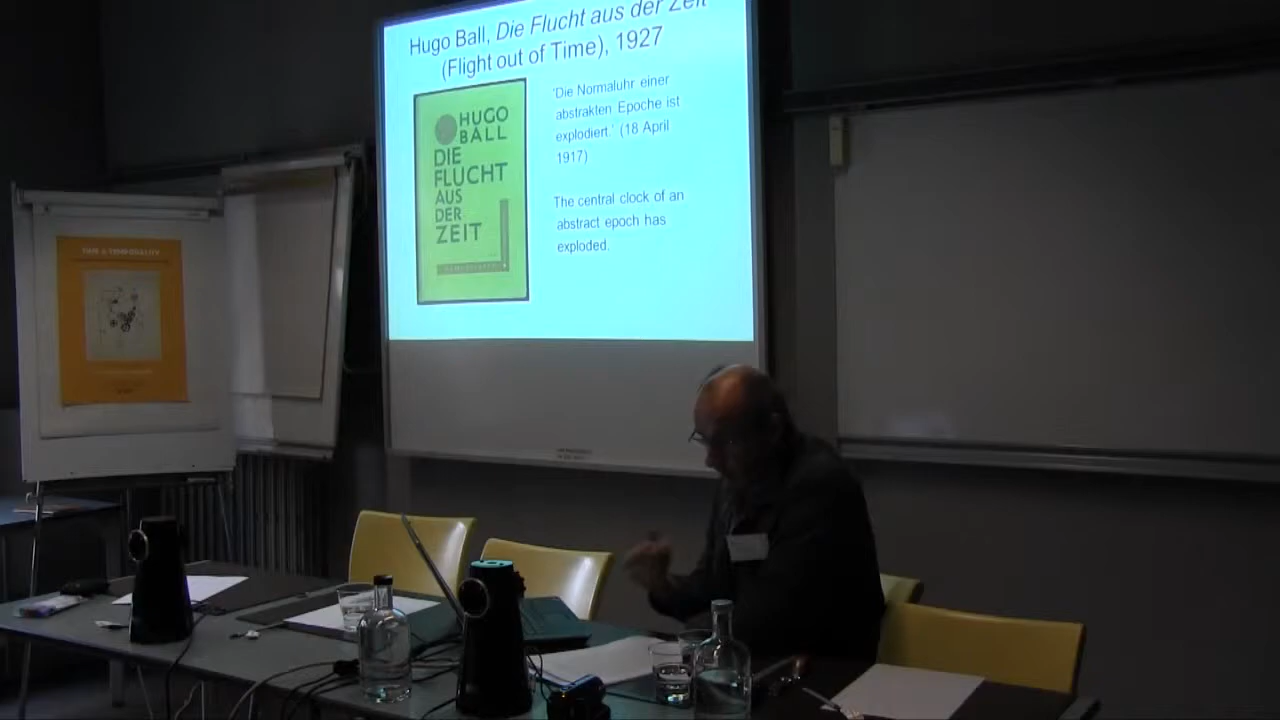 Hugo Ball, Die Flucht aus der Zeit
(Flight out of Time), 1927
HUGO
BALL
DIE
FLUCHT
AUS
DER
ZEIT
'Die Normaluhr einer
abstrakten Epoche ist
explodiert.' (18 April
1917)
The central clock of an
abstract epoch has
exploded.
TIME & TEMPORALITY